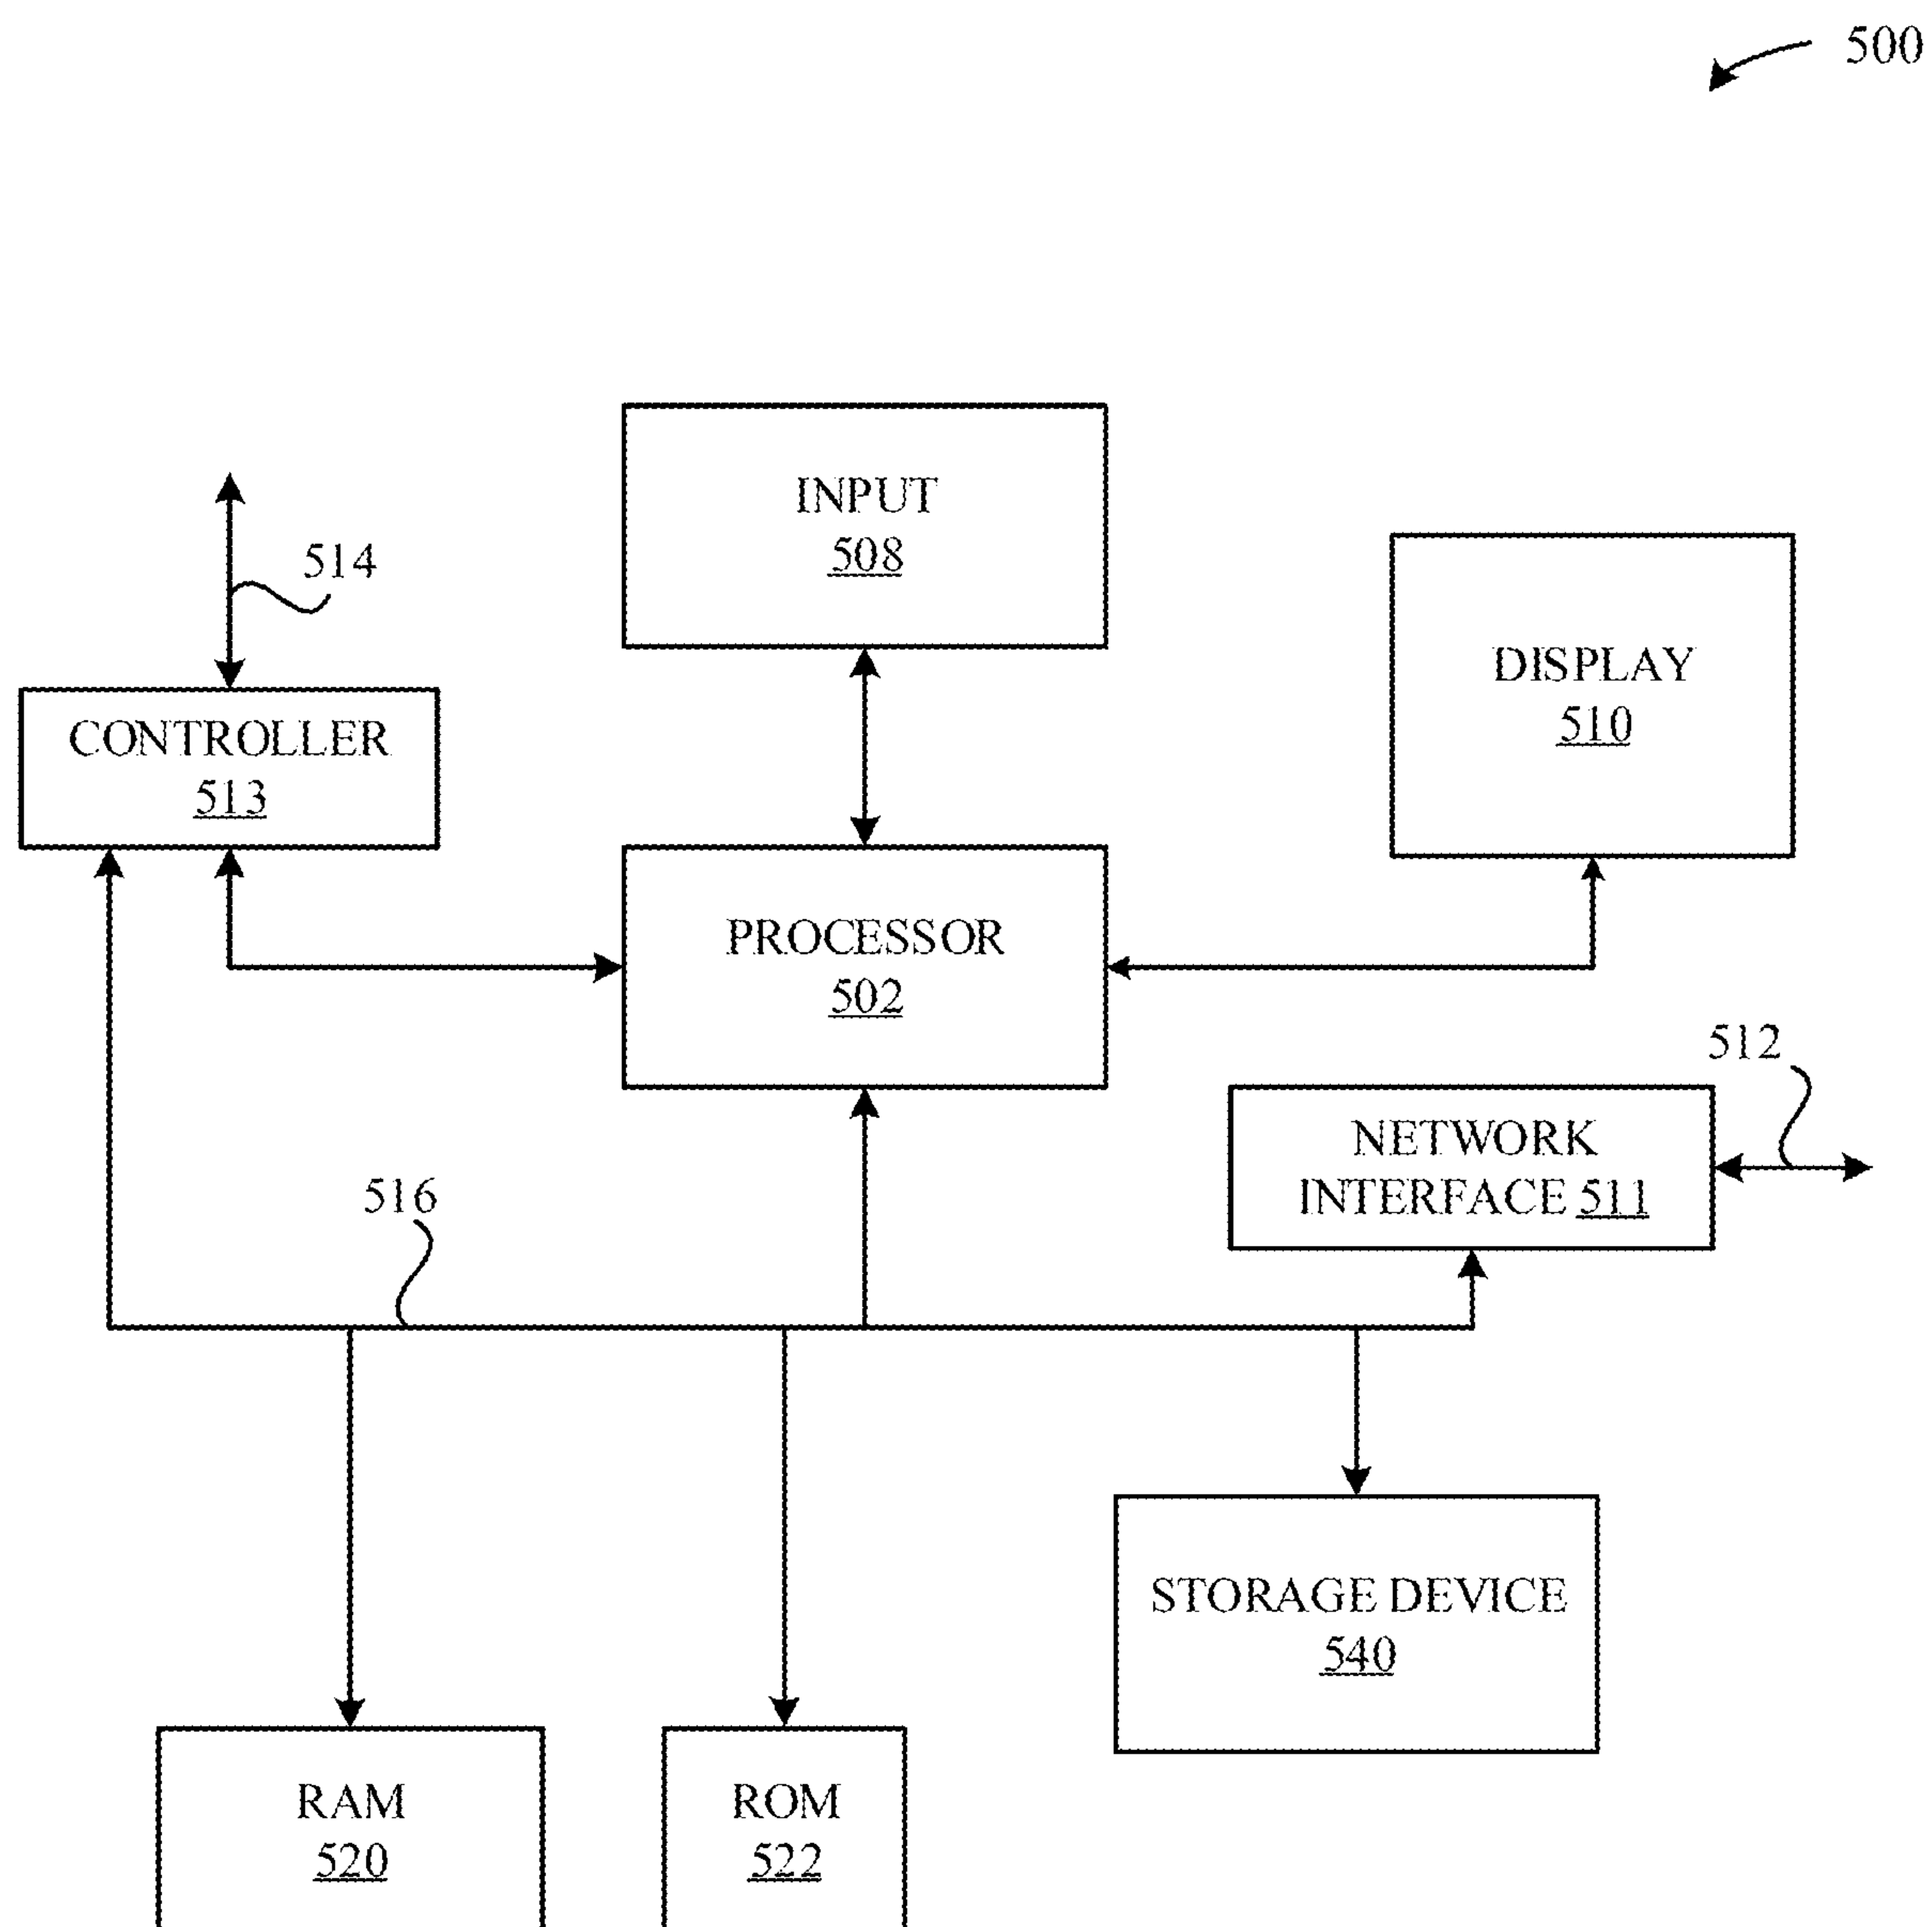 500
INPUT
508
514
DISPLAY
510
CONTROLLER
513
PROCESSOR
502
512
NETWORK
INTERFACE 511
516
STORAGE DEVICE
540
RAM
520
ROM
522